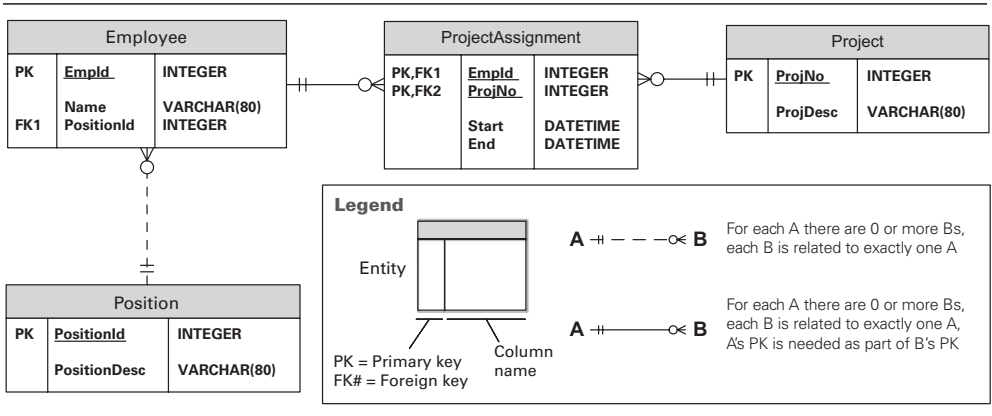 Employee
PK EmpId INTEGER
Name VARCHAR(80)
FK1 PositionId INTEGER
ProjectAssignment
PK,FK1 EmpId INTEGER
PK,FK2 ProjNo INTEGER
Start DATETIME
End DATETIME
Project
PK ProjNo INTEGER
ProjDesc VARCHAR(80)
Position
PK PositionId INTEGER
PositionDesc VARCHAR(80)
Legend
Entity
PK = Primary key
FK# = Foreign key
Column
name
A B
For each A there are 0 or more Bs,
each B is related to exactly one A
A B
For each A there are 0 or more Bs,
each B is related to exactly one A,
A's PK is needed as part of B's PK